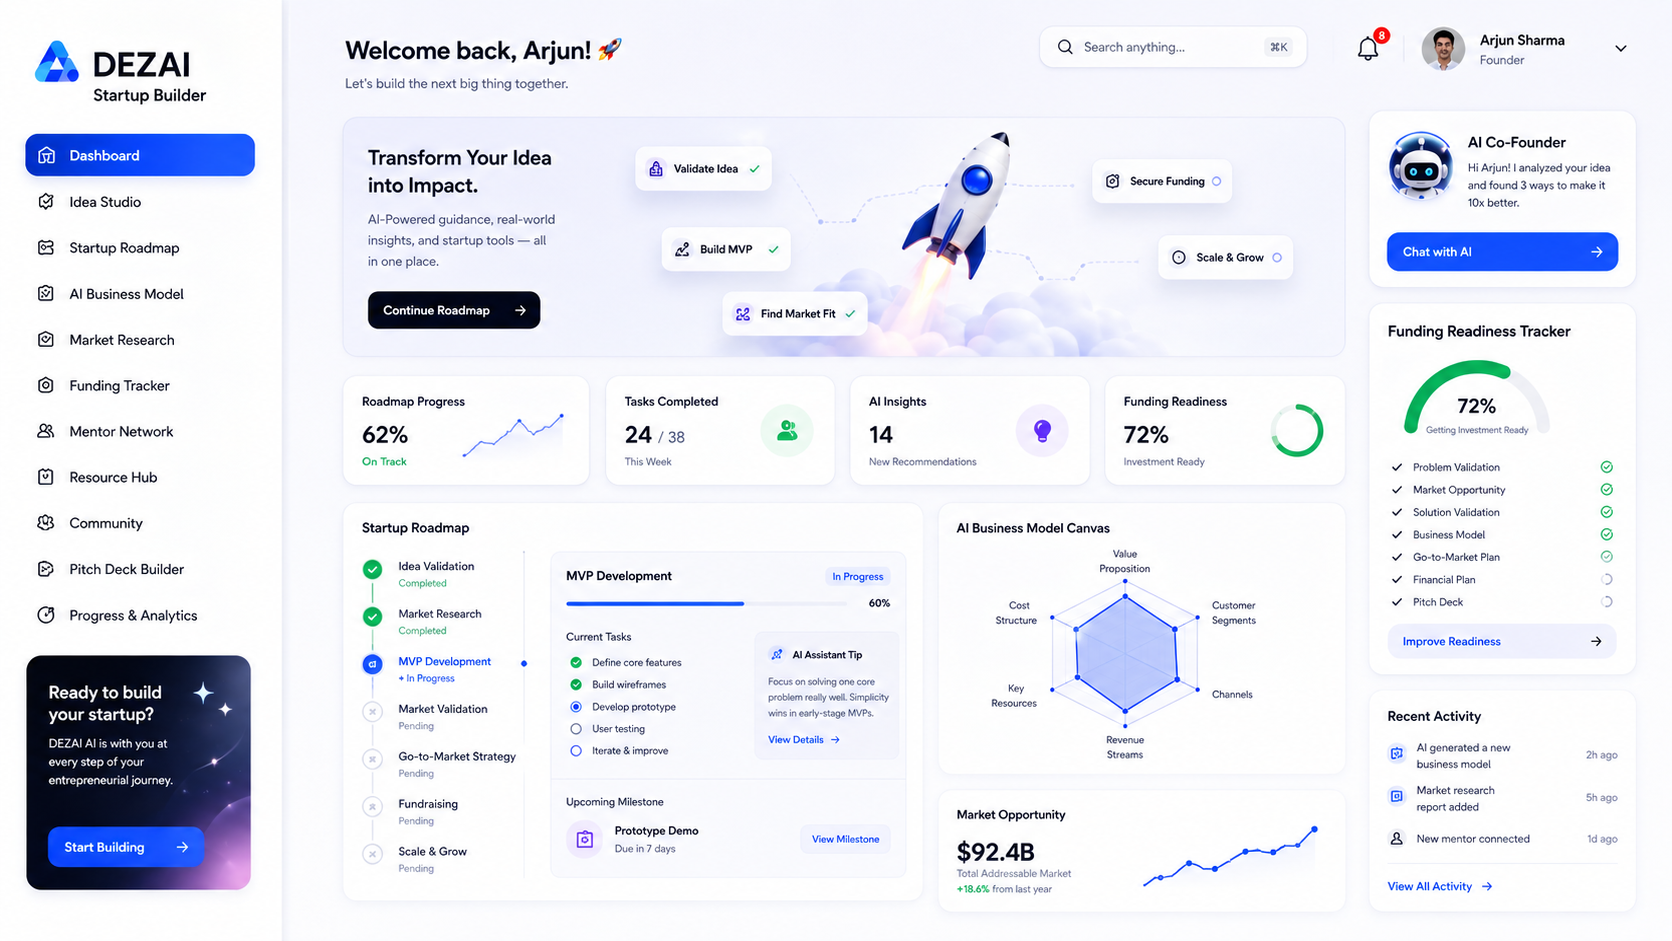 DEZAI
Startup Builder
Dashboard
Idea Studio
Startup Roadmap
AI Business Model
Market Research
Funding Tracker
Mentor Network
Resource Hub
Community
Pitch Deck Builder
Progress & Analytics
Ready to build
your startup?
DEZAI AI is with you at
every step of your
entrepreneurial journey.
Start Building
Welcome back, Arjun! 🚀
Let's build the next big thing together.
Search anything...
⌘K
8
Arjun Sharma
Founder
Transform Your Idea
into Impact.
AI-Powered guidance, real-world
insights, and startup tools — all
in one place.
Continue Roadmap
Validate Idea
Build MVP
Find Market Fit
Secure Funding
Scale & Grow
Roadmap Progress
62%
On Track
Tasks Completed
24 / 38
This Week
AI Insights
14
New Recommendations
Funding Readiness
72%
Investment Ready
Startup Roadmap
Idea Validation
Completed
Market Research
Completed
MVP Development
+ In Progress
Market Validation
Pending
Go-to-Market Strategy
Pending
Fundraising
Pending
Scale & Grow
Pending
MVP Development
In Progress
60%
Current Tasks
Define core features
Build wireframes
Develop prototype
User testing
Iterate & improve
AI Assistant Tip
Focus on solving one core
problem really well. Simplicity
wins in early-stage MVPs.
View Details
Upcoming Milestone
Prototype Demo
Due in 7 days
View Milestone
AI Business Model Canvas
Value
Proposition
Customer
Segments
Channels
Revenue
Streams
Key
Resources
Cost
Structure
Market Opportunity
$92.4B
Total Addressable Market
+18.6% from last year
AI Co-Founder
Hi Arjun! I analyzed your idea
and found 3 ways to make it
10x better.
Chat with AI
Funding Readiness Tracker
72%
Getting Investment Ready
Problem Validation
Market Opportunity
Solution Validation
Business Model
Go-to-Market Plan
Financial Plan
Pitch Deck
Improve Readiness
Recent Activity
AI generated a new
business model
2h ago
Market research
report added
5h ago
New mentor connected
1d ago
View All Activity